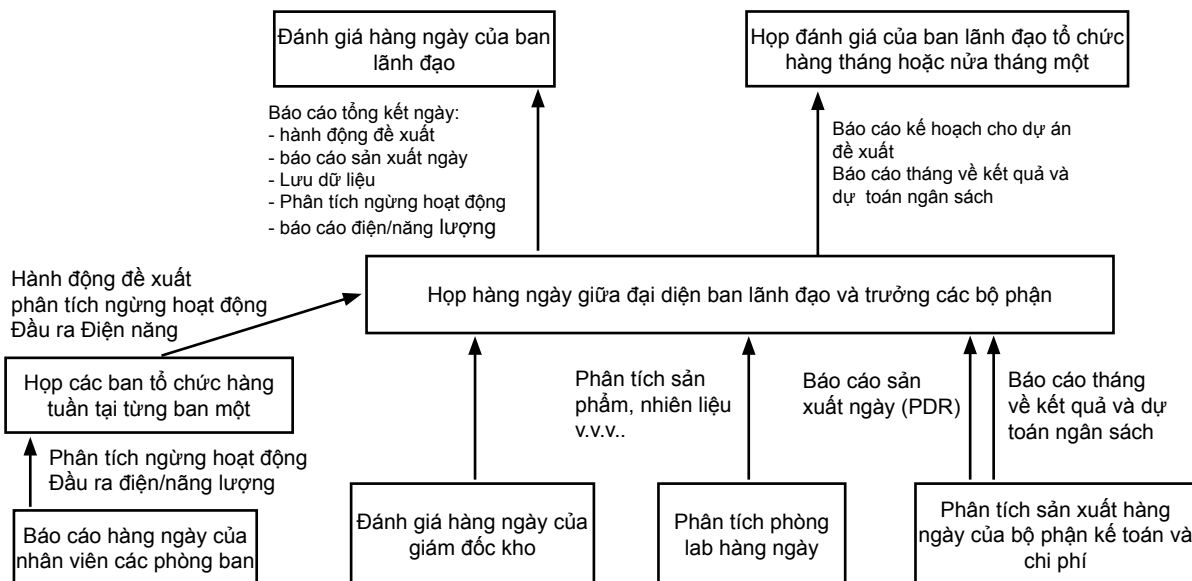 Đánh giá hàng ngày của ban
lãnh đạo
Họp đánh giá của ban lãnh đạo tổ chức
hàng tháng hoặc nửa tháng một
Báo cáo tổng kết ngày:
- hành động đề xuất
- báo cáo sản xuất ngày
- Lưu dữ liệu
- Phân tích ngừng hoạt động
- báo cáo điện/năng lượng
Báo cáo kế hoạch cho dự án
đề xuất
Báo cáo tháng về kết quả và
dự toán ngân sách
Hành động đề xuất
phân tích ngừng hoạt động
Đầu ra Điện năng
Họp hàng ngày giữa đại diện ban lãnh đạo và trưởng các bộ phận
Họp các ban tổ chức hàng
tuần tại từng ban một
Phân tích sản
phẩm, nhiên liệu
v.v.v..
Báo cáo sản
xuất ngày (PDR)
Báo cáo tháng
về kết quả và dự
toán ngân sách
Phân tích ngừng hoạt động
Đầu ra điện/năng lượng
Báo cáo hàng ngày của
nhân viên các phòng ban
Đánh giá hàng ngày của
giám đốc kho
Phân tích phòng
lab hàng ngày
Phân tích sản xuất hàng
ngày của bộ phận kế toán và
chi phí